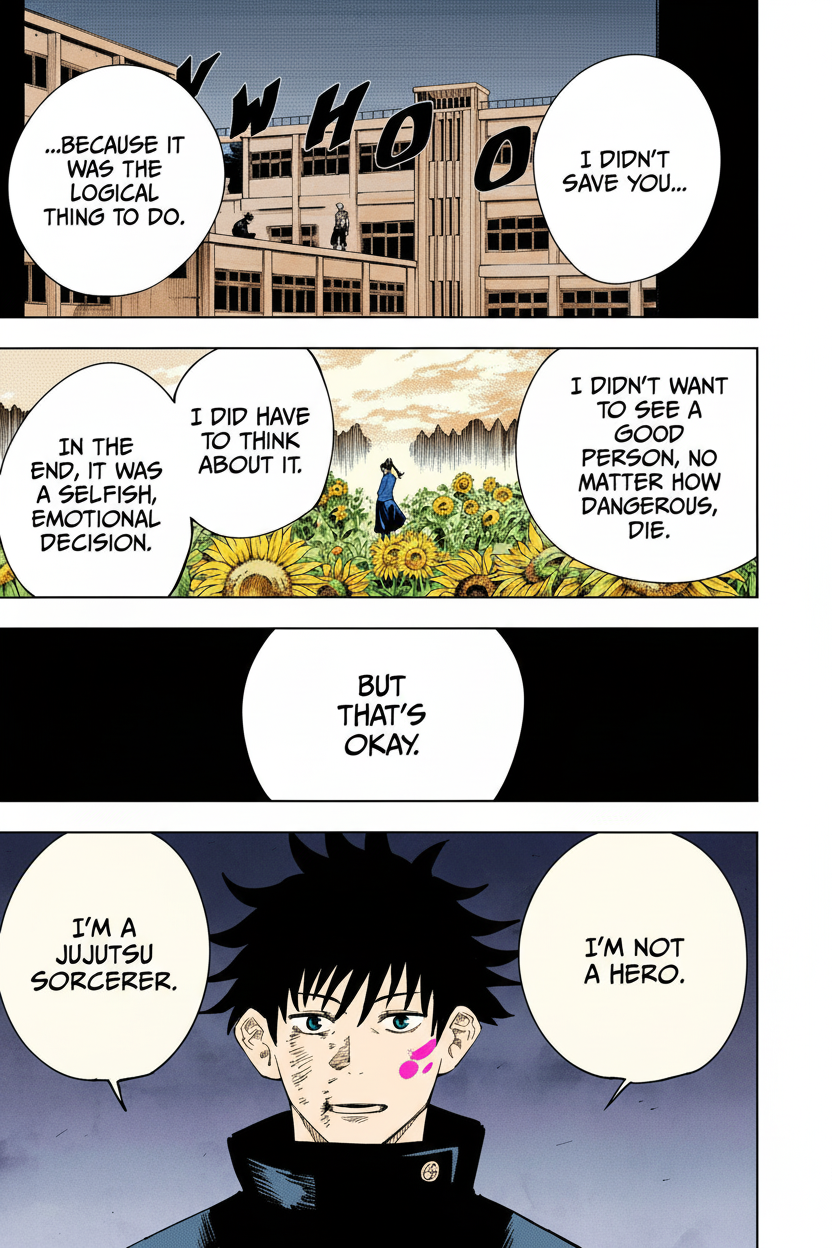 I DIDN'T
SAVE YOU...
WHOO
...BECAUSE IT
WAS THE
LOGICAL
THING TO DO.
I DIDN'T WANT
TO SEE A
GOOD
PERSON, NO
MATTER HOW
DANGEROUS,
DIE.
I DID HAVE
TO THINK
ABOUT IT.
IN THE
END, IT WAS
A SELFISH,
EMOTIONAL
DECISION.
BUT
THAT'S
OKAY.
I'M NOT
A HERO.
I'M A
JUJUTSU
SORCERER.